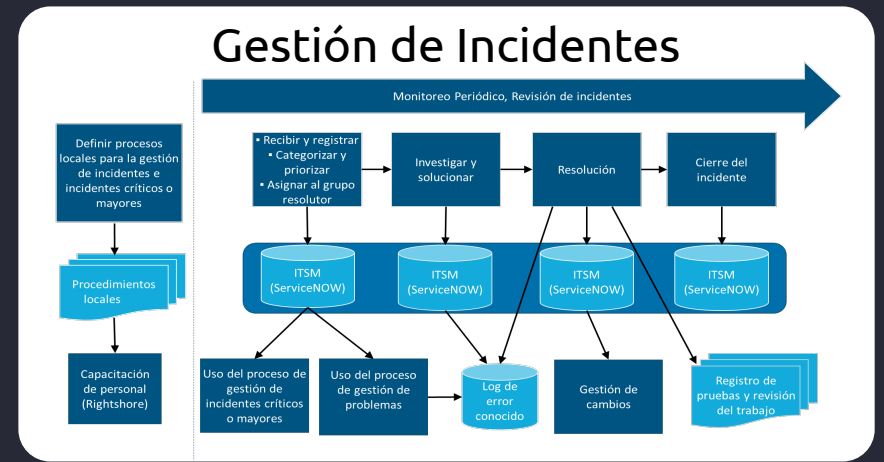 Gestión de Incidentes
Monitoreo Periódico, Revisión de incidentes
Definir procesos
locales para la gestión
de incidentes e
incidentes críticos o
mayores
Procedimientos
locales
Capacitación
de personal
(Rightshore)
▪ Recibir y registrar
▪ Categorizar y
priorizar
▪ Asignar al grupo
resolutor
Investigar y
solucionar
Resolución
Cierre del
incidente
ITSM
(ServiceNOW)
ITSM
(ServiceNOW)
ITSM
(ServiceNOW)
ITSM
(ServiceNOW)
Uso del proceso de
gestión de
incidentes críticos
o mayores
Uso del proceso
de gestión de
problemas
Log de
error
conocido
Gestión de
cambios
Registro de
pruebas y revisión
del trabajo